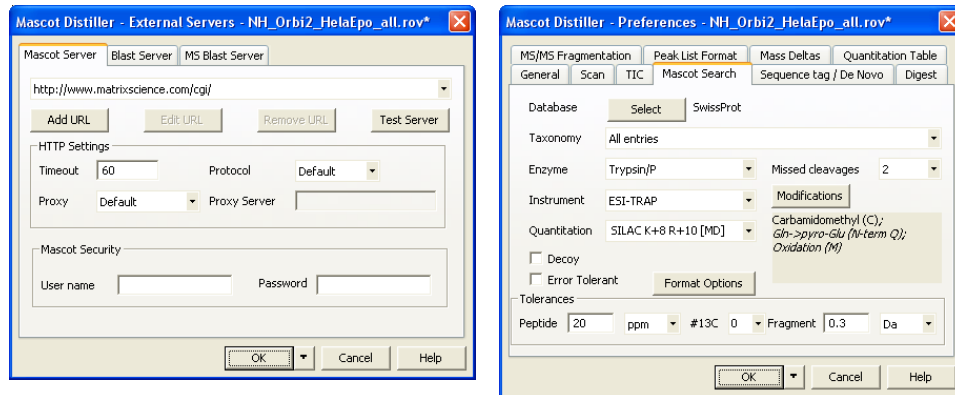 Mascot Distiller - External Servers - NH_Orbi2_HelaEpo_all.rov*
Mascot Server Blast Server MS Blast Server
http://www.matrixscience.com/cgi/
Add URL Edit URL Remove URL Test Server
HTTP Settings
Timeout 60 Protocol Default
Proxy Default Proxy Server
Mascot Security
User name Password
OK Cancel Help
Mascot Distiller - Preferences - NH_Orbi2_HelaEpo_all.rov*
MS/MS Fragmentation Peak List Format Mass Deltas Quantitation Table
General Scan TIC Mascot Search Sequence tag / De Novo Digest
Database Select SwissProt
Taxonomy All entries
Enzyme Trypsin/P Missed cleavages 2
Instrument ESI-TRAP Modifications
Quantitation SILAC K+8 R+10 [MD] Carbamidomethyl (C);
Gln->pyro-Glu (N-term Q);
Oxidation (M)
Decoy
Error Tolerant Format Options
Tolerances
Peptide 20 ppm #13C 0 Fragment 0.3 Da
OK Cancel Help